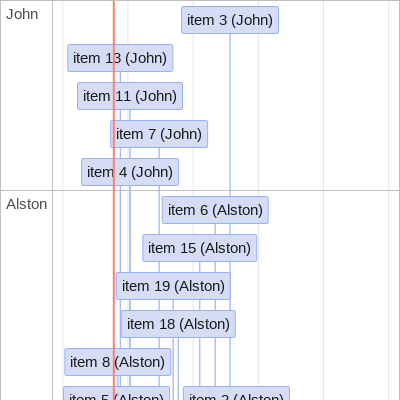 John
item 3 (John)
item 13 (John)
item 11 (John)
item 7 (John)
item 4 (John)
Alston
item 6 (Alston)
item 15 (Alston)
item 19 (Alston)
item 18 (Alston)
item 8 (Alston)
item 5 (Alston)
item 2 (Alston)